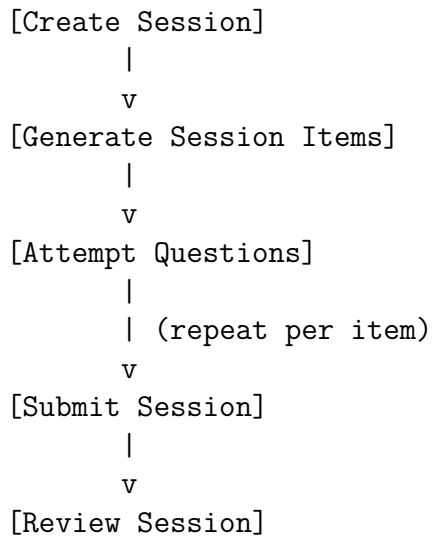 [Create Session]
|
v
[Generate Session Items]
|
v
[Attempt Questions]
|
| (repeat per item)
v
[Submit Session]
|
v
[Review Session]